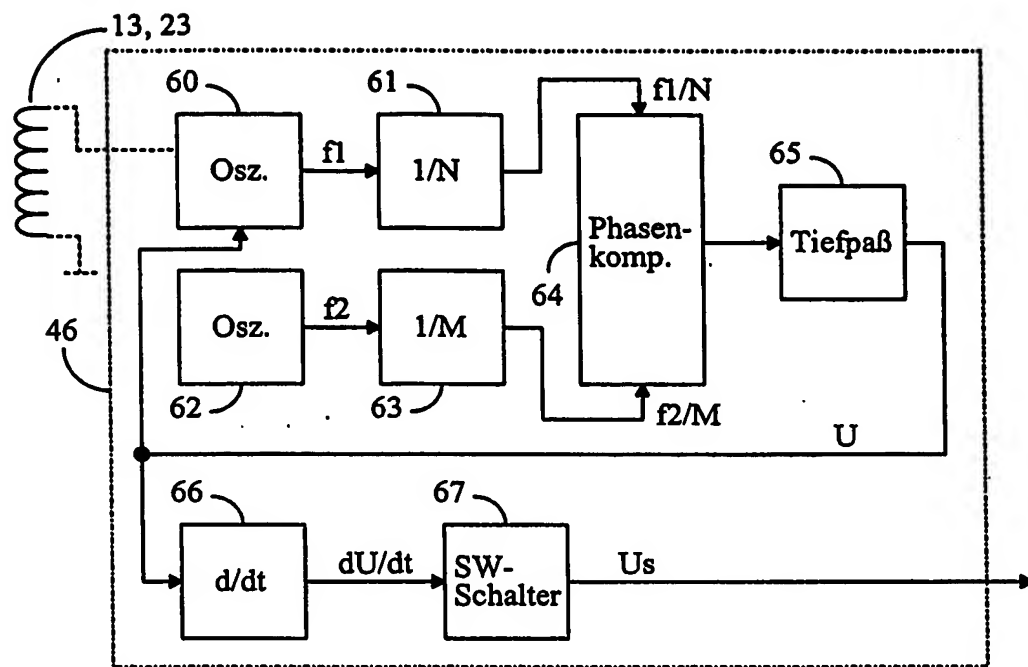 13, 23
60
61
f1/N
Osz.
f1
1/N
65
Phasen-
komp.
Tiefpaß
64
46
Osz.
f2
1/M
62
63
f2/M
U
66
67
d/dt
dU/dt
SW-
Schalter
Us